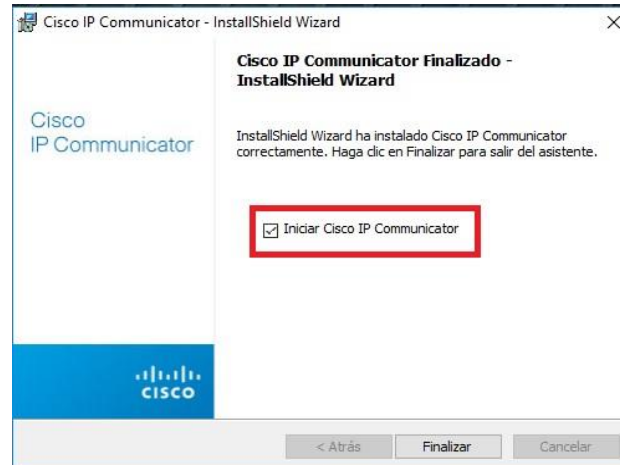 Cisco IP Communicator - InstallShield Wizard
Cisco IP Communicator Finalizado -
InstallShield Wizard
Cisco
IP Communicator
InstallShield Wizard ha instalado Cisco IP Communicator
correctamente. Haga clic en Finalizar para salir del asistente.
Iniciar Cisco IP Communicator
CISCO
< Atrás
Finalizar
Cancelar